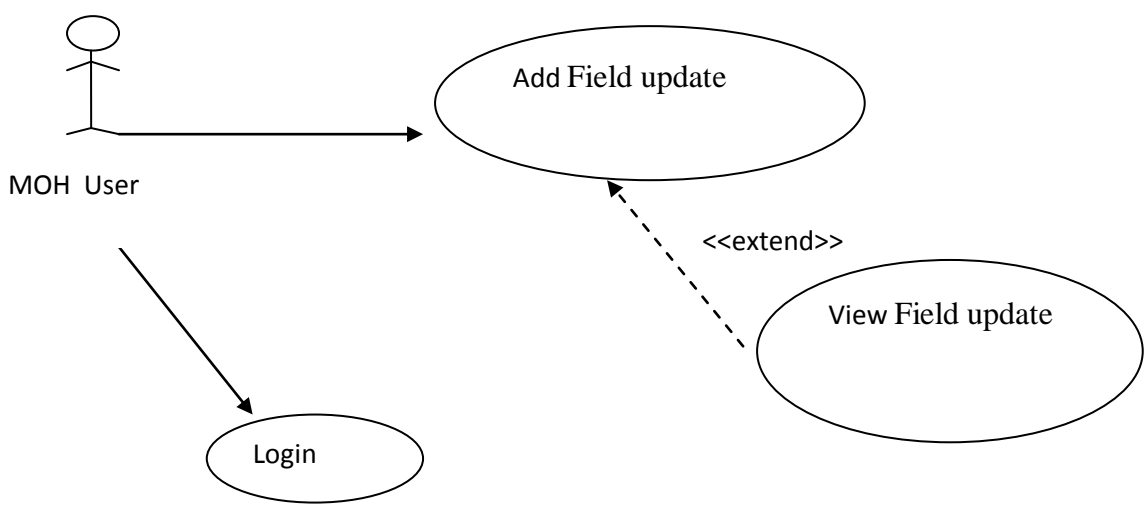 Add Field update
MOH User
<<extend>>
View Field update
Login